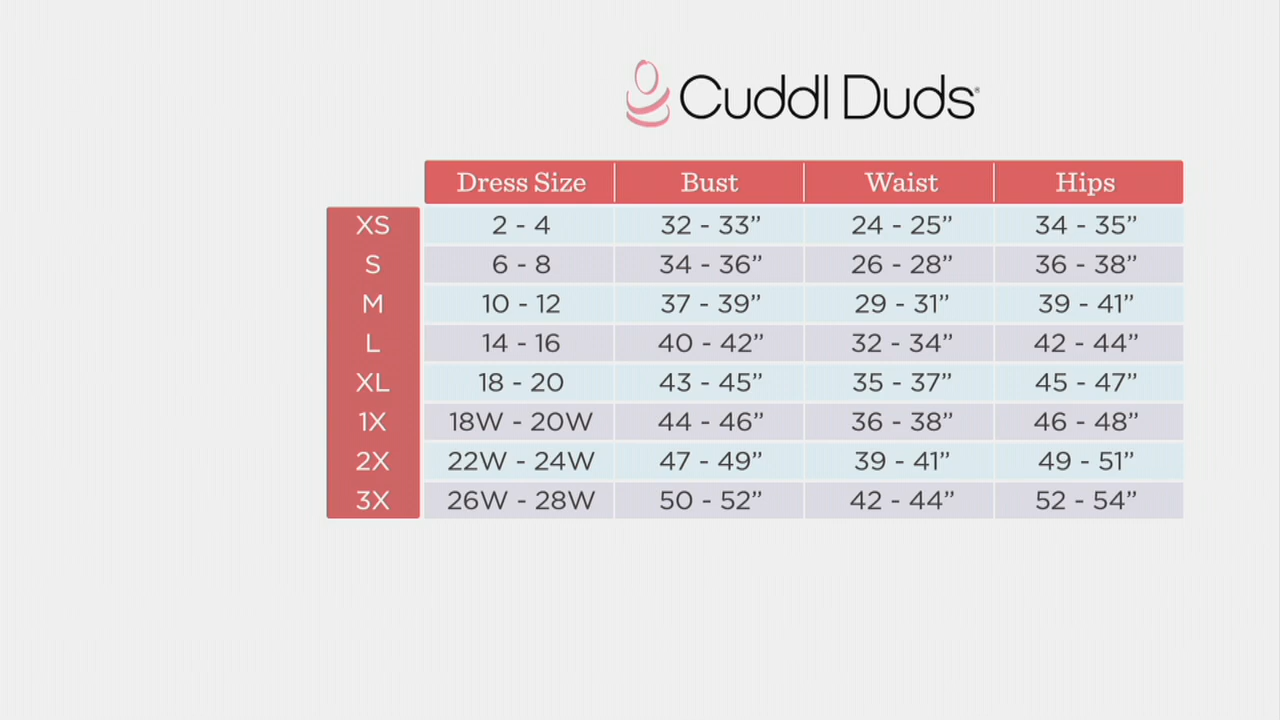 Cuddl Duds®
Dress Size Bust Waist Hips
XS 2 - 4 32 - 33” 24 - 25” 34 - 35”
S 6 - 8 34 - 36” 26 - 28” 36 - 38”
M 10 - 12 37 - 39” 29 - 31” 39 - 41”
L 14 - 16 40 - 42” 32 - 34” 42 - 44”
XL 18 - 20 43 - 45” 35 - 37” 45 - 47”
1X 18W - 20W 44 - 46” 36 - 38” 46 - 48”
2X 22W - 24W 47 - 49” 39 - 41” 49 - 51”
3X 26W - 28W 50 - 52” 42 - 44” 52 - 54”